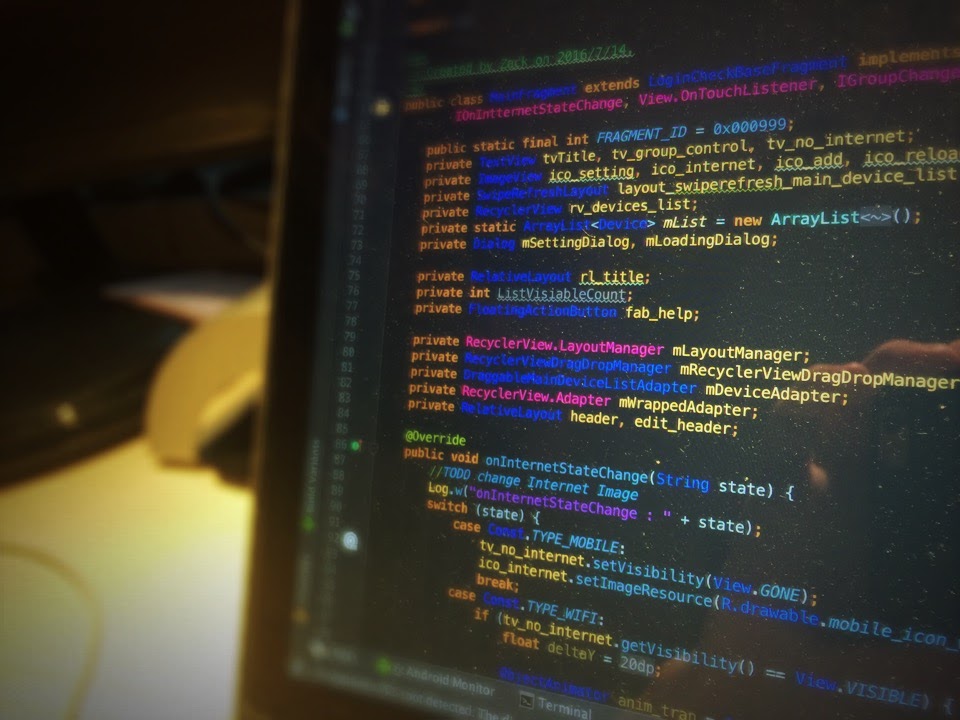 Created by Zack on 2016/7/14.
public class MainFragment extends LoginCheckBaseFragment implements
IOnIntternetStateChange, View.OnTouchListener, IGroupChange
public static final int FRAGMENT_ID = 0x000999;
private TextView tvTitle, tv_group_control, tv_no_internet;
private ImageView ico_setting, ico_internet, ico_add, ico_reloa
private SwipeRefreshLayout layout_swiperefresh_main_device_list
private RecyclerView rv_devices_list;
private static ArrayList<Device> mList = new ArrayList<~>();
private Dialog mSettingDialog, mLoadingDialog;
private RelativeLayout rl_title;
private int ListVisiableCount;
private FloatingActionButton fab_help;
private RecyclerView.LayoutManager mLayoutManager;
private RecyclerViewDragDropManager mRecyclerViewDragDropManager
private DraggableMainDeviceListAdapter mDeviceAdapter;
private RecyclerView.Adapter mWrappedAdapter;
private RelativeLayout header, edit_header;
@Override
public void onInternetStateChange(String state) {
//TODO change Internet Image
Log.w("onInternetStateChange : " + state);
switch (state) {
case Const.TYPE_MOBILE:
tv_no_internet.setVisibility(View.GONE);
ico_internet.setImageResource(R.drawable.mobile_icon_
break;
case Const.TYPE_WIFI:
if (tv_no_internet.getVisibility() == View.VISIBLE) {
float deltaY = 20dp;
ObjectAnimator anim_tran =
Build Variants
Android Monitor
Terminal